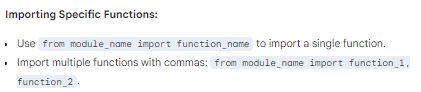 Importing Specific Functions:
• Use from module_name import function_name to import a single function.
• Import multiple functions with commas: from module_name import function_1,
function_2.